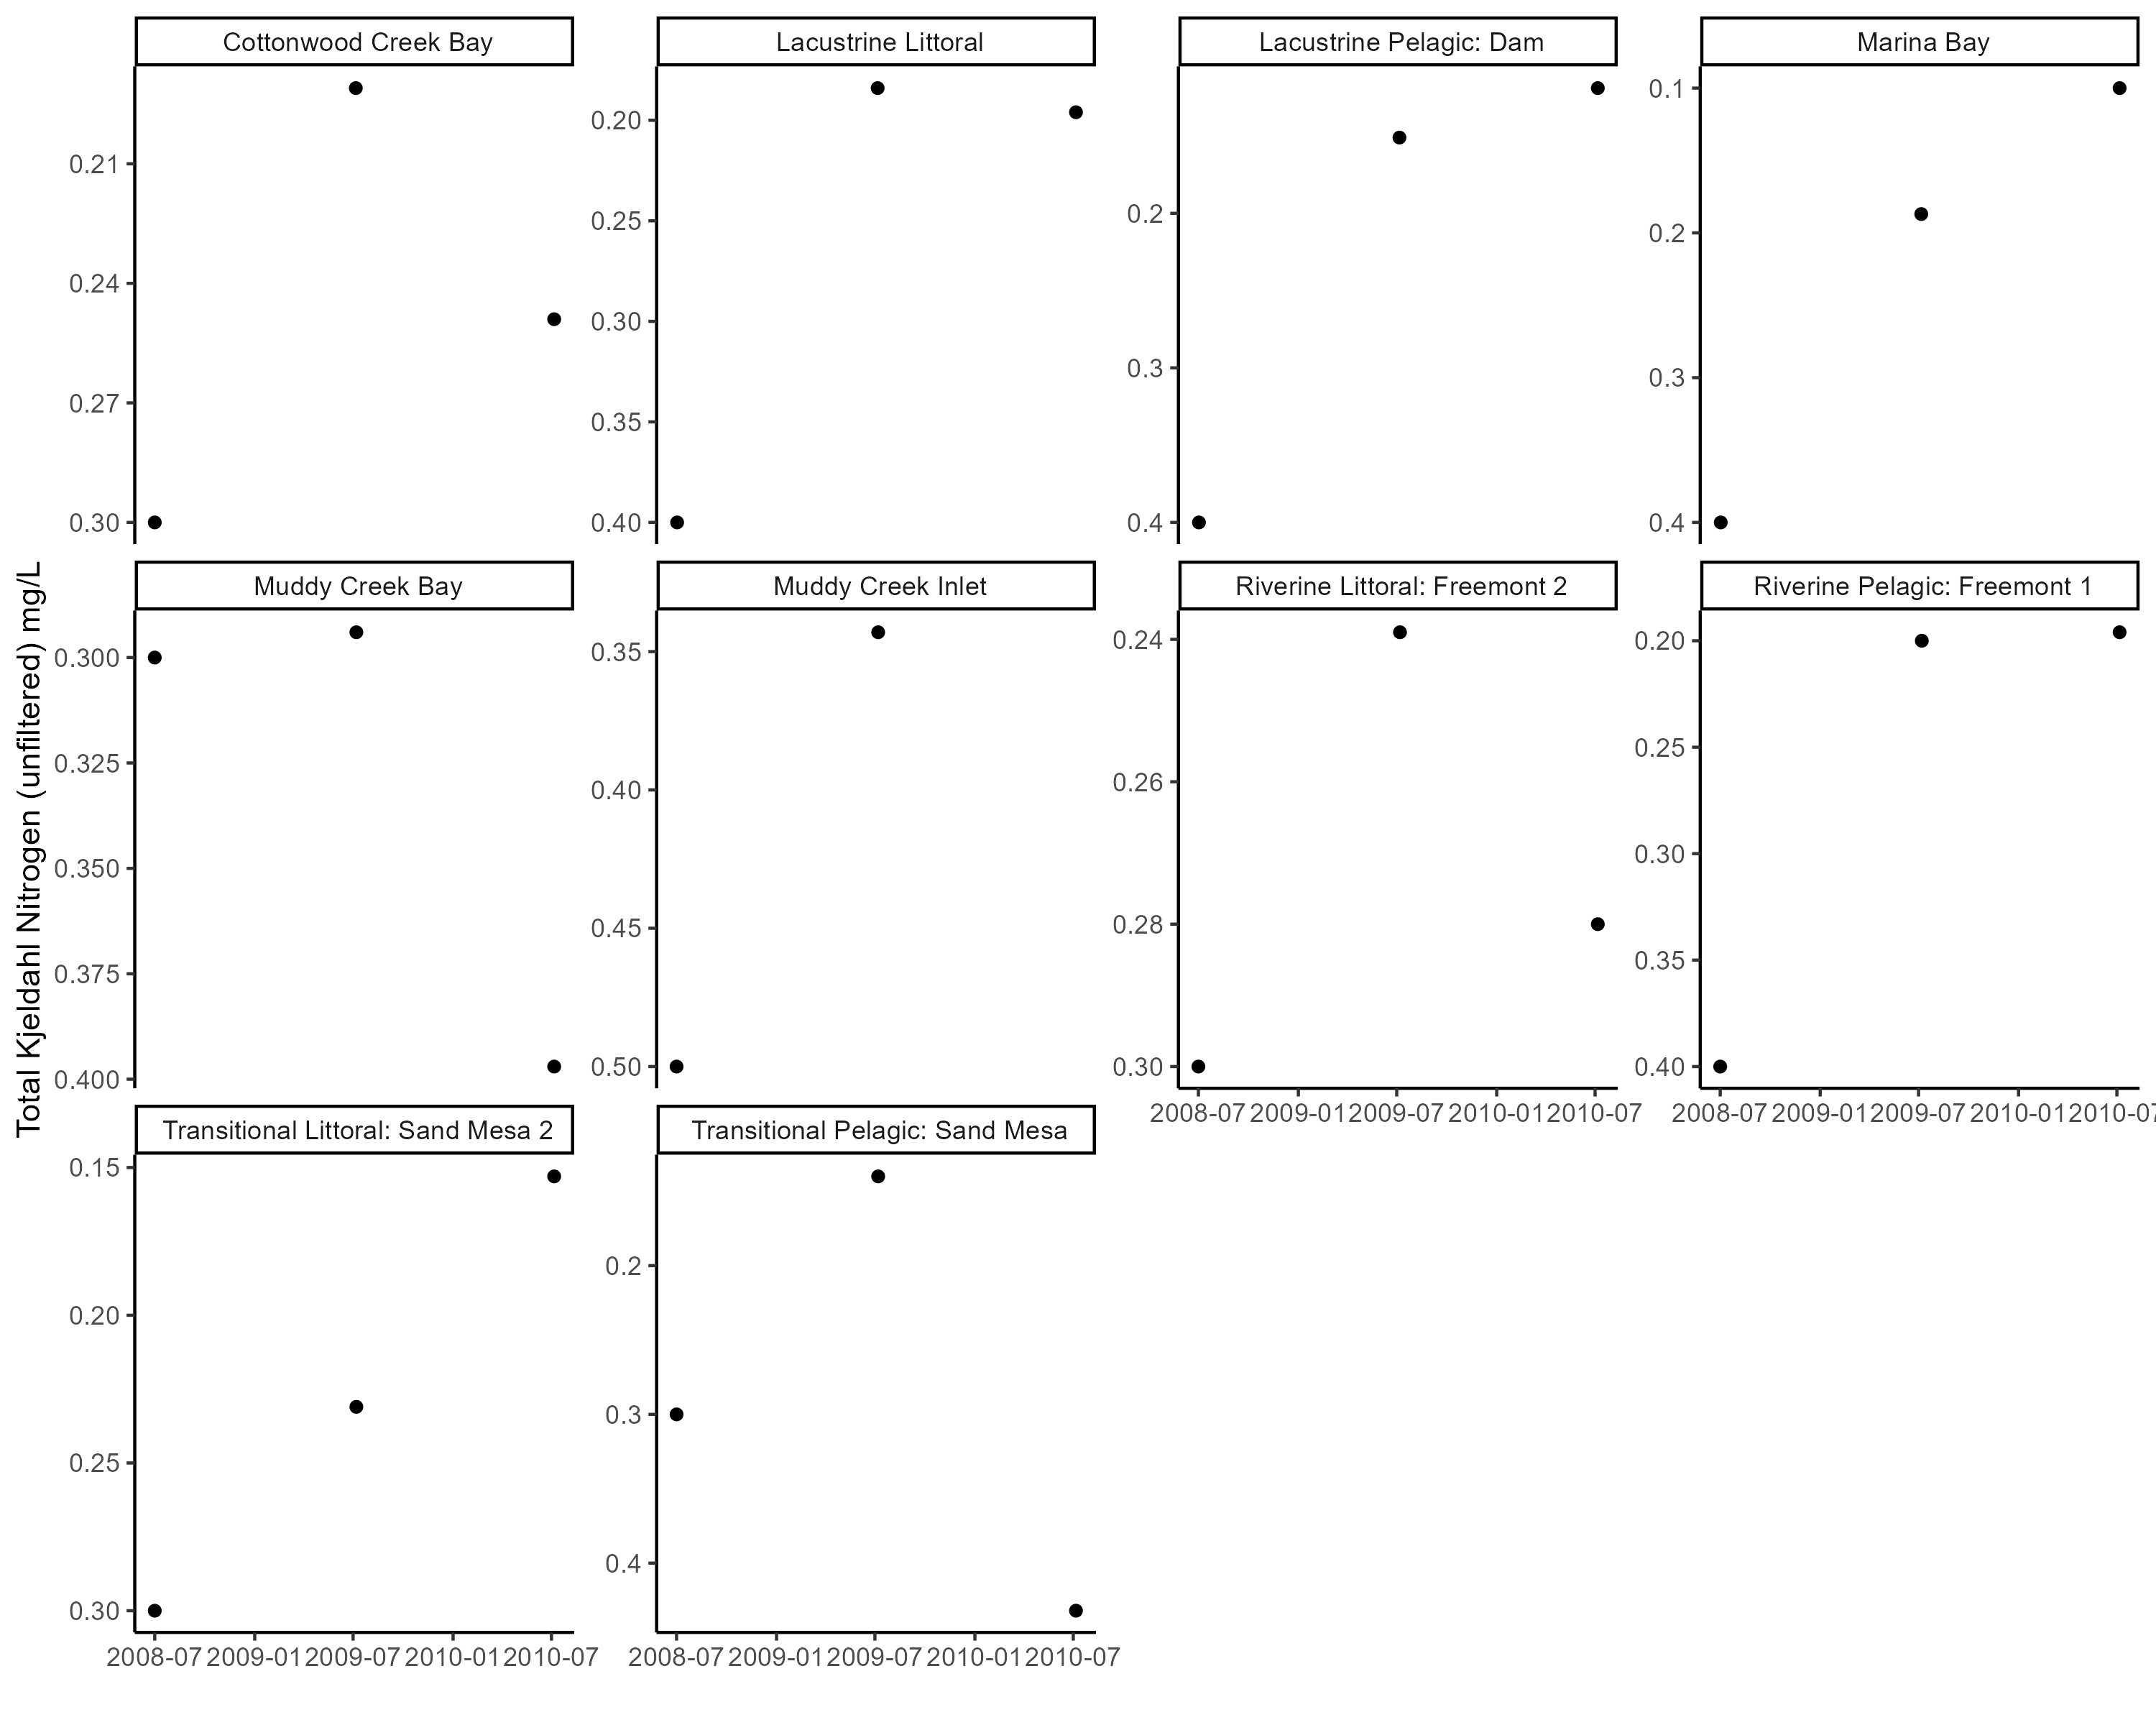 Total Kjeldahl Nitrogen (unfiltered) mg/L
Cottonwood Creek Bay
0.21
0.24
0.27
0.30
Lacustrine Littoral
0.20
0.25
0.30
0.35
0.40
Lacustrine Pelagic: Dam
0.2
0.3
0.4
Marina Bay
0.1
0.2
0.3
0.4
Muddy Creek Bay
0.300
0.325
0.350
0.375
0.400
Muddy Creek Inlet
0.35
0.40
0.45
0.50
Riverine Littoral: Freemont 2
0.24
0.26
0.28
0.30
2008-07 2009-01 2009-07 2010-01 2010-07
Riverine Pelagic: Freemont 1
0.20
0.25
0.30
0.35
0.40
2008-07 2009-01 2009-07 2010-01 2010-07
Transitional Littoral: Sand Mesa 2
0.15
0.20
0.25
0.30
2008-07 2009-01 2009-07 2010-01 2010-07
Transitional Pelagic: Sand Mesa
0.2
0.3
0.4
2008-07 2009-01 2009-07 2010-01 2010-07